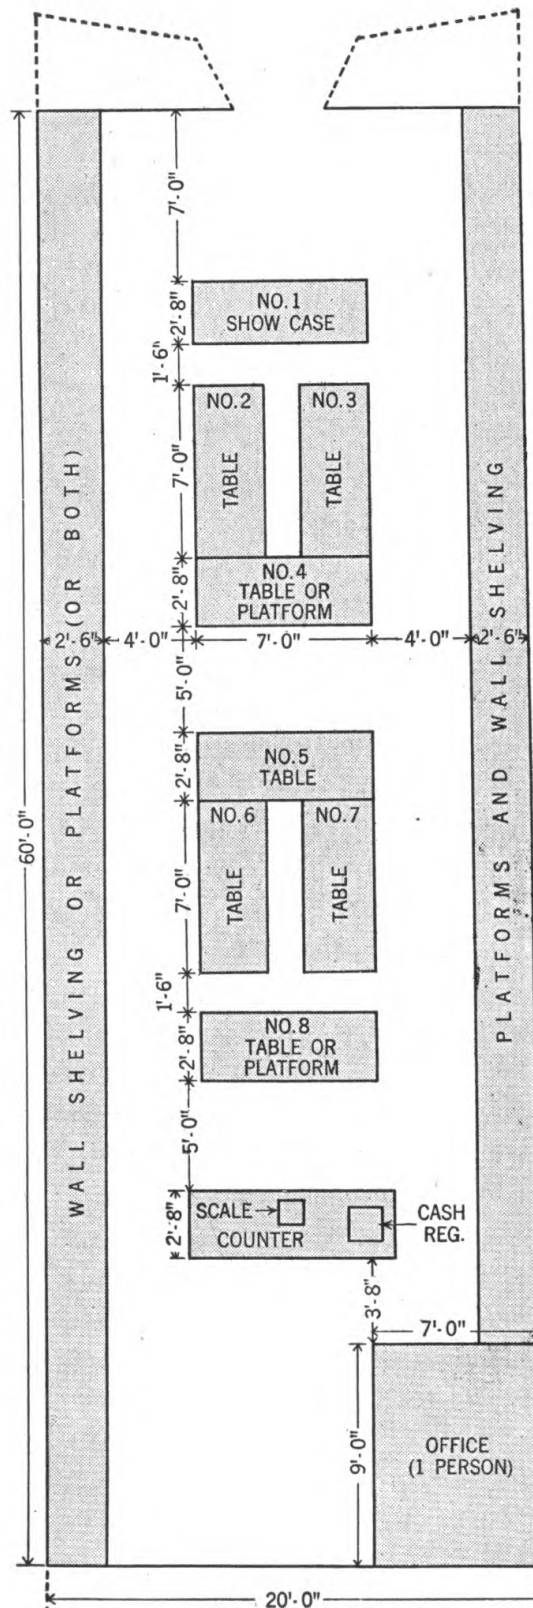 7'-0"
NO.1
SHOW CASE
2'-8"
1'-6"
NO.2
TABLE
NO.3
TABLE
7'-0"
NO.4
TABLE OR
PLATFORM
2'-8"
2'-6"
4'-0"
7'-0"
4'-0"
2'-6"
5'-0"
WALL SHELVING OR PLATFORMS (OR BOTH)
PLATFORMS AND WALL SHELVING
NO.5
TABLE
2'-8"
NO.6
TABLE
NO.7
TABLE
60'-0"
7'-0"
1'-6"
NO.8
TABLE OR
PLATFORM
2'-8"
5'-0"
SCALE
COUNTER
CASH
REG.
2'-8"
3'-8"
7'-0"
9'-0"
OFFICE
(1 PERSON)
20'-0"